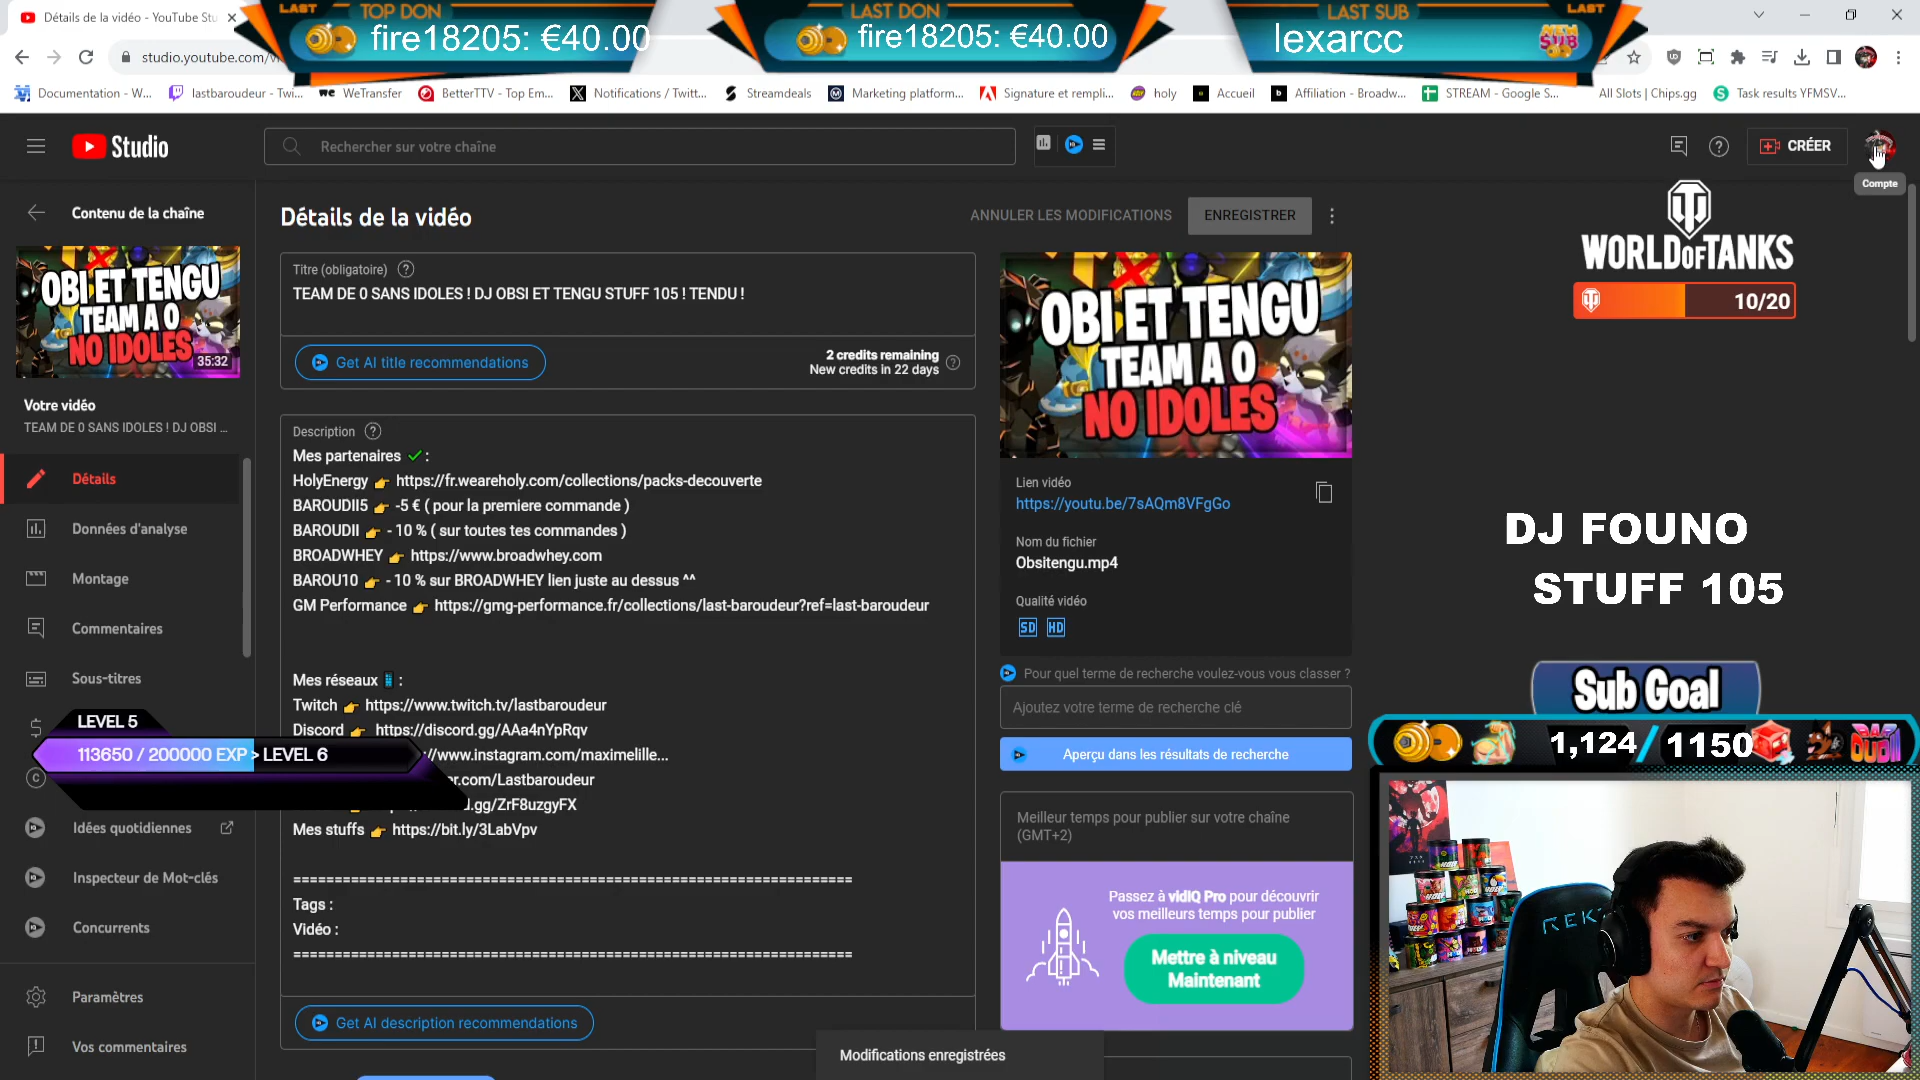 Détails de la vidéo - YouTube Stu
LAST
TOP DON
fire18205: €40.00
LAST DON
fire18205: €40.00
LAST SUB
LAST
lexarcc
NEW SUB
studio.youtube.com/vi
Documentation - W...
lastbaroudeur - Twi...
WeTransfer
BetterTTV - Top Em...
Notifications / Twitt...
Streamdeals
Marketing platform...
Signature et rempli...
holy
Accueil
Affiliation - Broadw...
STREAM - Google S...
All Slots | Chips.gg
Task results YFMSV...
Studio
Rechercher sur votre chaîne
CRÉER
Compte
Contenu de la chaîne
OBI ET TENGU
TEAM A 0
NO IDOLES
35:32
Votre vidéo
TEAM DE 0 SANS IDOLES ! DJ OBSI ...
Détails
Données d'analyse
Montage
Commentaires
Sous-titres
LEVEL 5
113650 / 200000 EXP > LEVEL 6
Idées quotidiennes
Inspecteur de Mot-clés
Concurrents
Paramètres
Vos commentaires
Détails de la vidéo
ANNULER LES MODIFICATIONS
ENREGISTRER
Titre (obligatoire)
TEAM DE 0 SANS IDOLES ! DJ OBSI ET TENGU STUFF 105 ! TENDU !
Get AI title recommendations
2 credits remaining
New credits in 22 days
Description
Mes partenaires ✔ :
HolyEnergy 👉 https://fr.weareholy.com/collections/packs-decouverte
BAROUDII5 👉 -5 € ( pour la premiere commande )
BAROUDII 👉 - 10 % ( sur toutes tes commandes )
BROADWHEY 👉 https://www.broadwhey.com
BAROU10 👉 - 10 % sur BROADWHEY lien juste au dessus ^^
GM Performance 👉 https://gmg-performance.fr/collections/last-baroudeur?ref=last-baroudeur
Mes réseaux 📱 :
Twitch 👉 https://www.twitch.tv/lastbaroudeur
Discord 👉 https://discord.gg/AAa4nYpRqv
//www.instagram.com/maximelille...
er.com/Lastbaroudeur
d.gg/ZrF8uzgyFX
Mes stuffs 👉 https://bit.ly/3LabVpv
====================================================================
Tags :
Vidéo :
====================================================================
Get AI description recommendations
Modifications enregistrées
OBI ET TENGU
TEAM A 0
NO IDOLES
Lien vidéo
https://youtu.be/7sAQm8VFgGo
Nom du fichier
Obsitengu.mp4
Qualité vidéo
SD HD
Pour quel terme de recherche voulez-vous vous classer ?
Ajoutez votre terme de recherche clé
Aperçu dans les résultats de recherche
Meilleur temps pour publier sur votre chaîne
(GMT+2)
Passez à vidIQ Pro pour découvrir
vos meilleurs temps pour publier
Mettre à niveau
Maintenant
WORLD OF TANKS
10/20
DJ FOUNO
STUFF 105
Sub Goal
1,124 / 1150
BAROUDII
REK